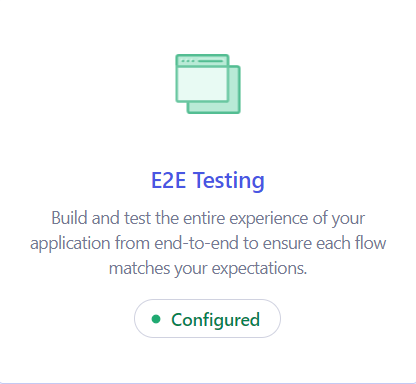 E2E Testing
Build and test the entire experience of your
application from end-to-end to ensure each flow
matches your expectations.
Configured